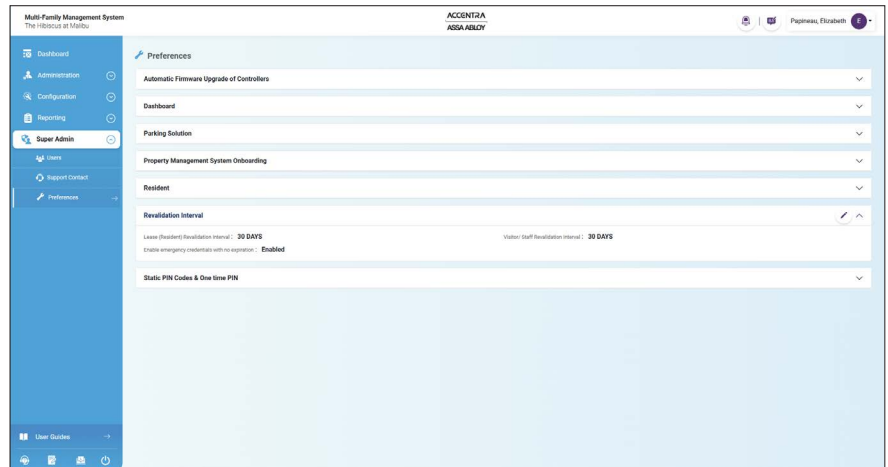 Multi-Family Management System
The Hibiscus at Malibu
ACCENTRA
ASSA ABLOY
Papineau, Elizabeth
E
Dashboard
Administration
Configuration
Reporting
Super Admin
Users
Support Contact
Preferences
User Guides
Preferences
Automatic Firmware Upgrade of Controllers
Dashboard
Parking Solution
Property Management System Onboarding
Resident
Revalidation Interval
Lease (Resident) Revalidation Interval : 30 DAYS
Visitor/ Staff Revalidation Interval : 30 DAYS
Enable emergency credentials with no expiration : Enabled
Static PIN Codes & One time PIN